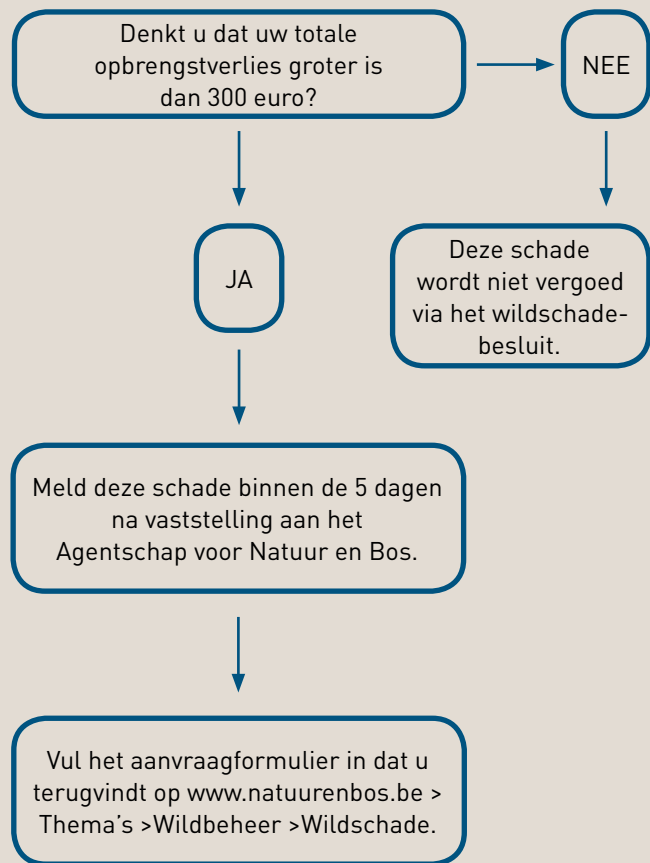 Denkt u dat uw totale
opbrengstverlies groter is
dan 300 euro?
NEE
JA
Deze schade
wordt niet vergoed
via het wildschade-
besluit.
Meld deze schade binnen de 5 dagen
na vaststelling aan het
Agentschap voor Natuur en Bos.
Vul het aanvraagformulier in dat u
terugvindt op www.natuurenbos.be >
Thema's >Wildbeheer >Wildschade.